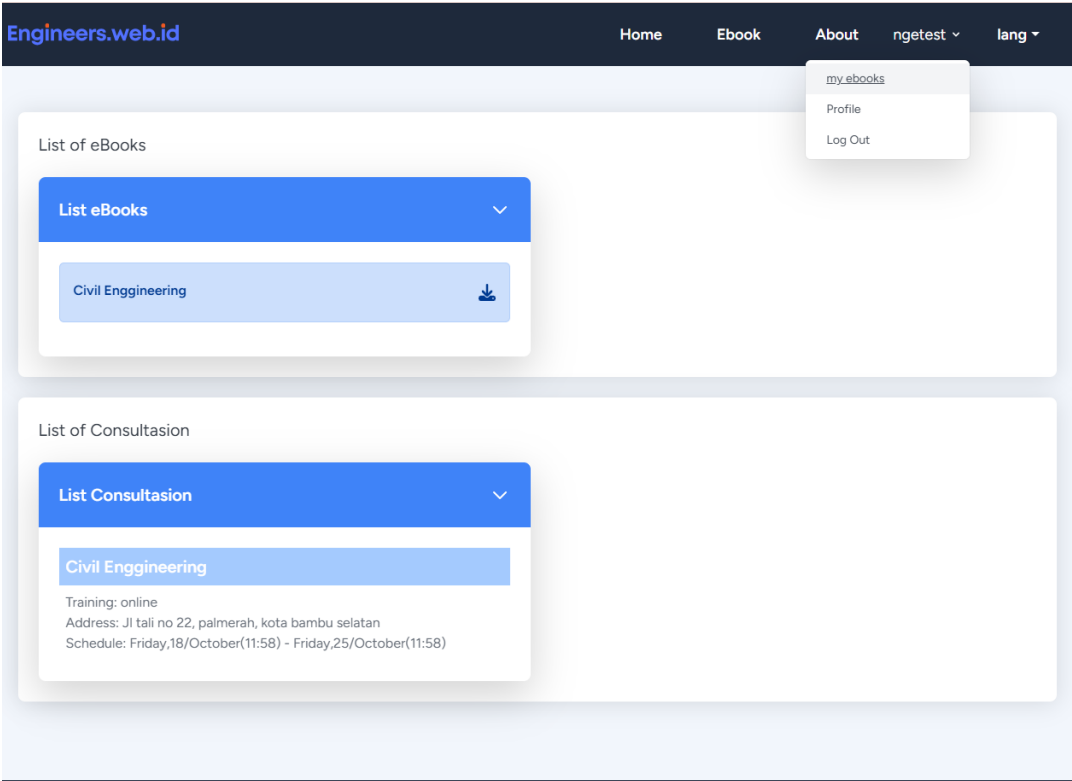 Engineers.web.id
Home Ebook About ngetest lang
my ebooks
Profile
Log Out
List of eBooks
List eBooks
Civil Enggineering
List of Consultasion
List Consultasion
Civil Enggineering
Training: online
Address: Jl tali no 22, palmerah, kota bambu selatan
Schedule: Friday,18/October(11:58) - Friday,25/October(11:58)